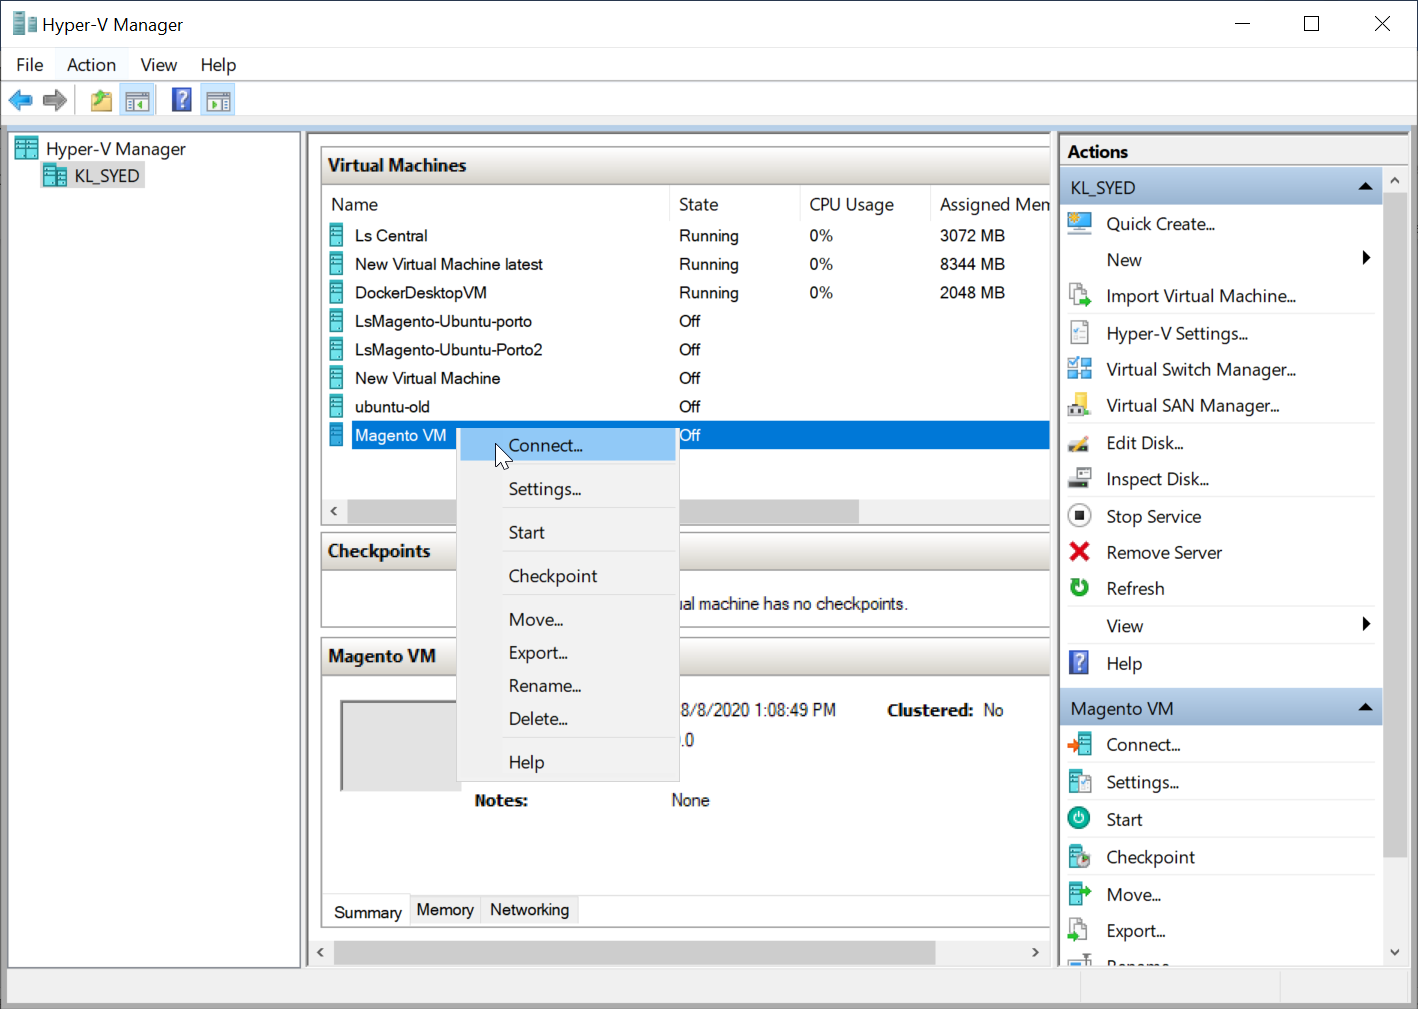 Hyper-V Manager
File Action View Help
Hyper-V Manager
KL_SYED
Virtual Machines
Name State CPU Usage Assigned Mem
Ls Central Running 0% 3072 MB
New Virtual Machine latest Running 0% 8344 MB
DockerDesktopVM Running 0% 2048 MB
LsMagento-Ubuntu-porto Off
LsMagento-Ubuntu-Porto2 Off
New Virtual Machine Off
ubuntu-old Off
Magento VM Off
Connect...
Settings...
Start
Checkpoint
Move...
Export...
Rename...
Delete...
Help
Checkpoints
ual machine has no checkpoints.
Magento VM
8/8/2020 1:08:49 PM Clustered: No
.0
Notes: None
Summary Memory Networking
Actions
KL_SYED
Quick Create...
New
Import Virtual Machine...
Hyper-V Settings...
Virtual Switch Manager...
Virtual SAN Manager...
Edit Disk...
Inspect Disk...
Stop Service
Remove Server
Refresh
View
Help
Magento VM
Connect...
Settings...
Start
Checkpoint
Move...
Export...
Rename...